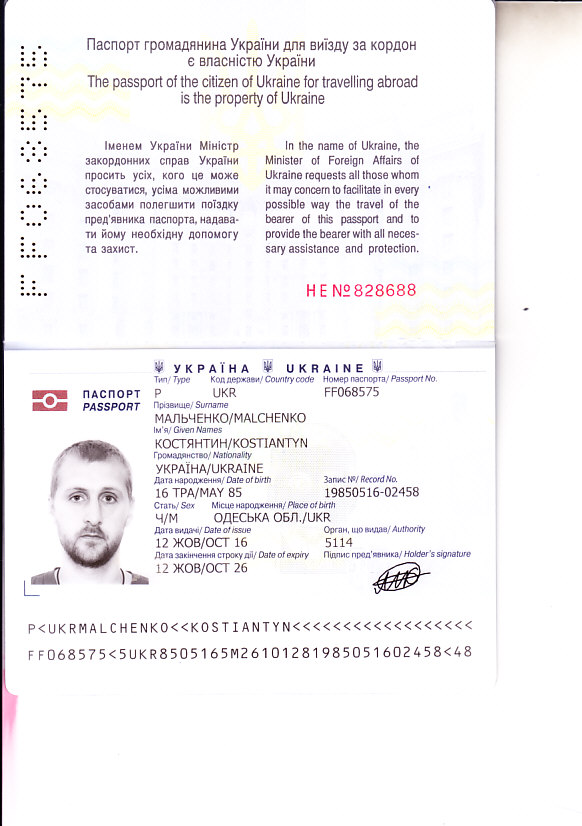 FF068575
Паспорт громадянина України для виїзду за кордон
є власністю України
The passport of the citizen of Ukraine for travelling abroad
is the property of Ukraine
Іменем України Міністр
закордонних справ України
просить усіх, кого це може
стосуватися, усіма можливими
засобами полегшити поїздку
пред'явника паспорта, надава-
ти йому необхідну допомогу
та захист.
In the name of Ukraine, the
Minister of Foreign Affairs of
Ukraine requests all those whom
it may concern to facilitate in every
possible way the travel of the
bearer of this passport and to
provide the bearer with all neces-
sary assistance and protection.
НЕ№828688
УКРАЇНА UKRAINE
ПАСПОРТ
PASSPORT
Тип/ Type Код держави/ Country code Номер паспорта/ Passport No.
P UKR FF068575
Прізвище/ Surname
МАЛЬЧЕНКО/MALCHENKO
Ім'я/ Given Names
КОСТЯНТИН/KOSTIANTYN
Громадянство/ Nationality
УКРАЇНА/UKRAINE
Дата народження/ Date of birth Запис №/ Record No.
16 ТРА/MAY 85 19850516-02458
Стать/ Sex Місце народження/ Place of birth
Ч/M ОДЕСЬКА ОБЛ./UKR
Дата видачі/ Date of issue Орган, що видав/ Authority
12 ЖОВ/OCT 16 5114
Дата закінчення строку дії/ Date of expiry Підпис пред'явника/ Holder's signature
12 ЖОВ/OCT 26
P<UKRMALCHENKO<<KOSTIANTYN<<<<<<<<<<<<<<<<<<
FF068575<5UKR8505165M26101281985051602458<48